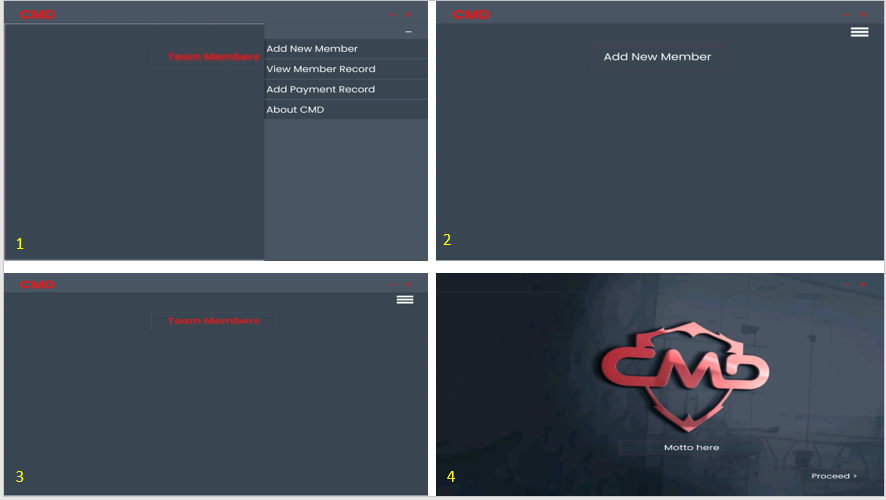 CMD
Team Members
Add New Member
View Member Record
Add Payment Record
About CMD
1
CMD
Add New Member
2
CMD
Team Members
3
CMD
Motto here
Proceed >
4